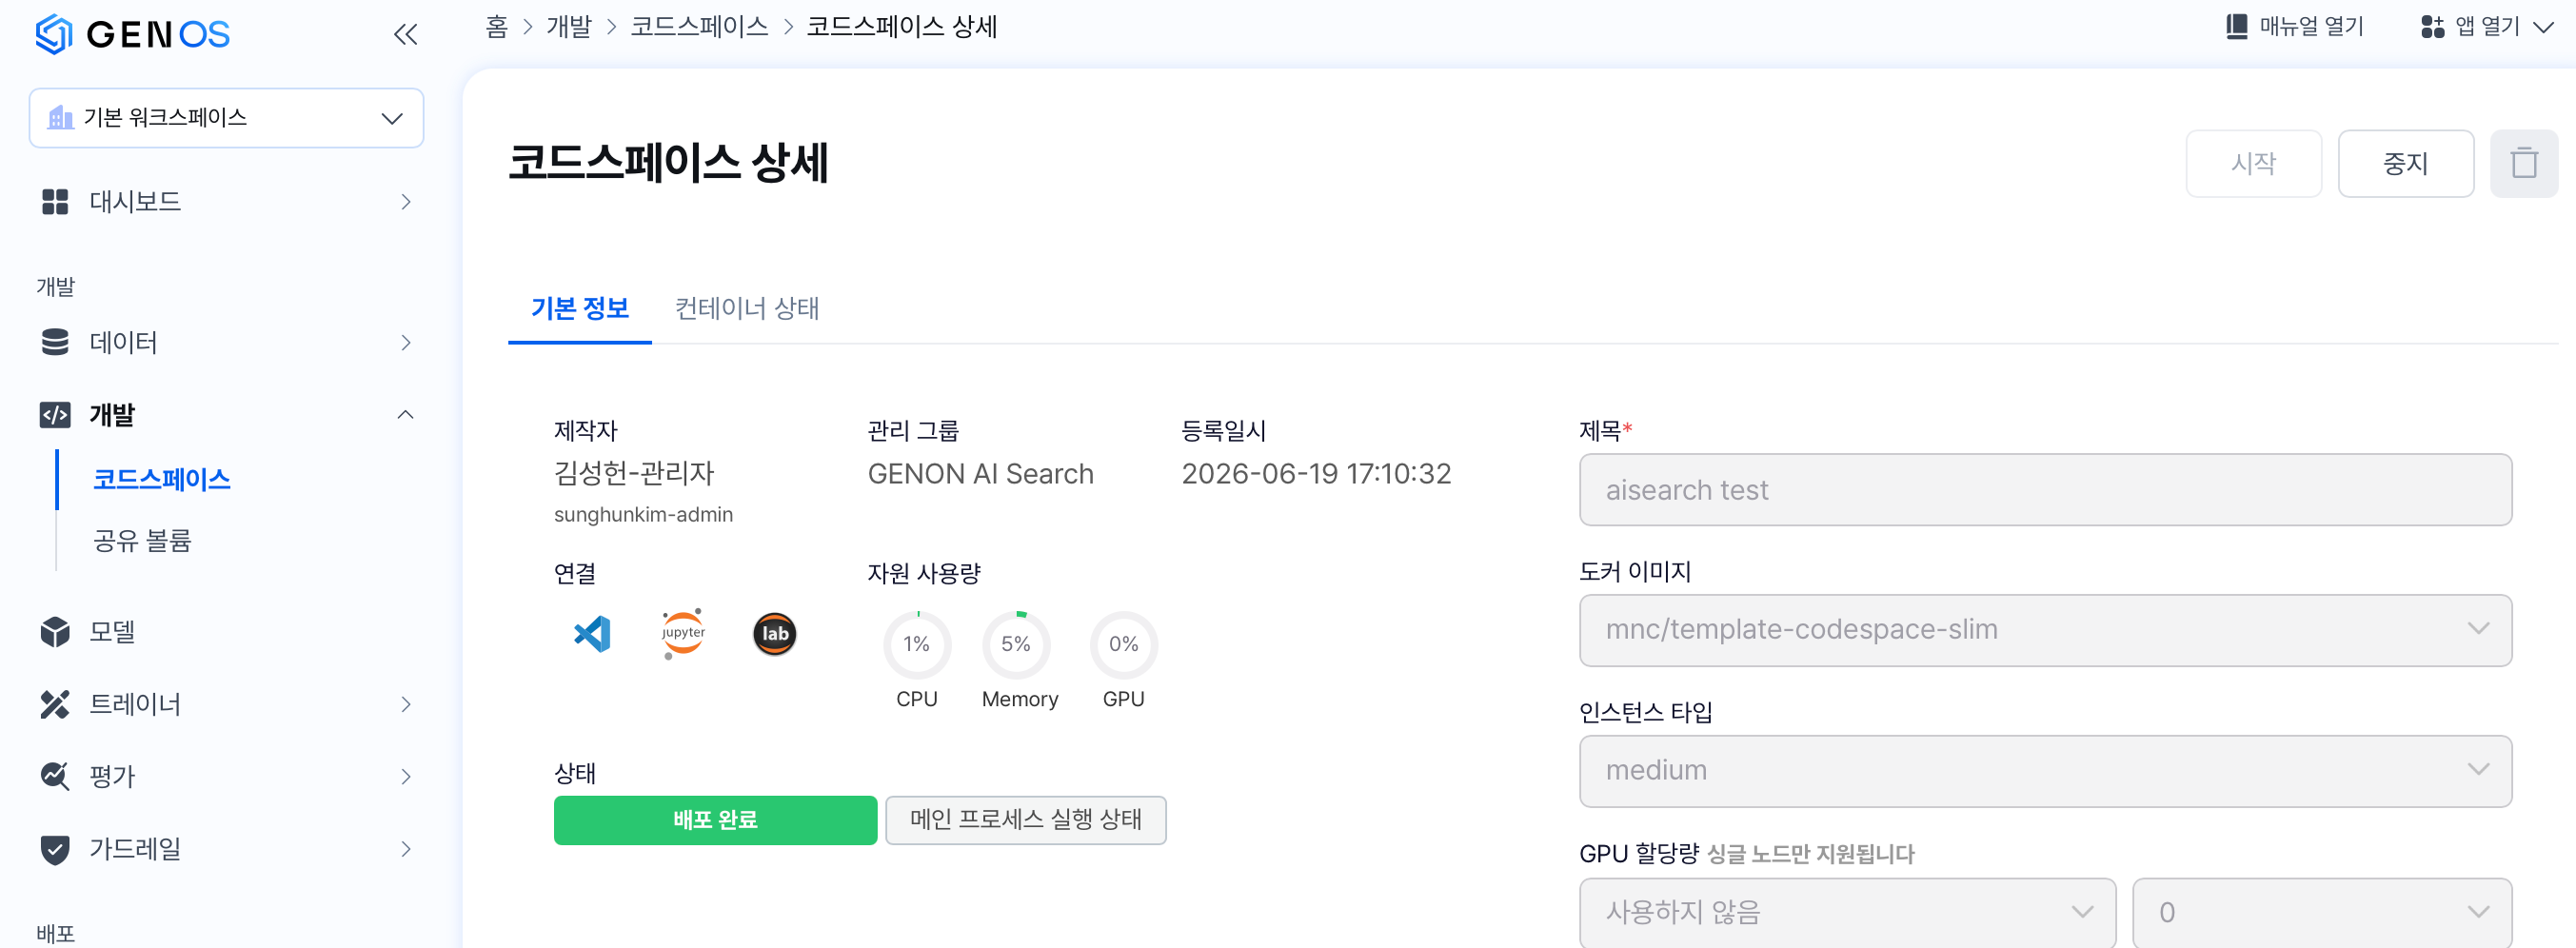 GENOS
홈 > 개발 > 코드스페이스 > 코드스페이스 상세
매뉴얼 열기
앱 열기
기본 워크스페이스
대시보드
개발
데이터
개발
코드스페이스
공유 볼륨
모델
트레이너
평가
가드레일
배포
코드스페이스 상세
시작
중지
기본 정보
컨테이너 상태
제작자
김성헌-관리자
sunghunkim-admin
관리 그룹
GENON AI Search
등록일시
2026-06-19 17:10:32
연결
jupyter
lab
자원 사용량
1%
CPU
5%
Memory
0%
GPU
상태
배포 완료
메인 프로세스 실행 상태
제목*
aisearch test
도커 이미지
mnc/template-codespace-slim
인스턴스 타입
medium
GPU 할당량 싱글 노드만 지원됩니다
사용하지 않음
0